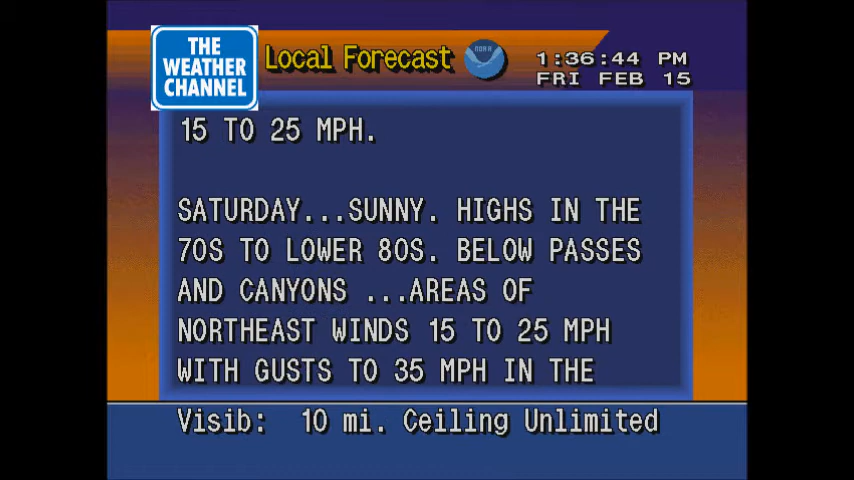 THE
WEATHER
CHANNEL
Local Forecast
NOAA
1:36:44 PM
FRI FEB 15
15 TO 25 MPH.
SATURDAY...SUNNY. HIGHS IN THE
70S TO LOWER 80S. BELOW PASSES
AND CANYONS ...AREAS OF
NORTHEAST WINDS 15 TO 25 MPH
WITH GUSTS TO 35 MPH IN THE
Visib: 10 mi. Ceiling Unlimited